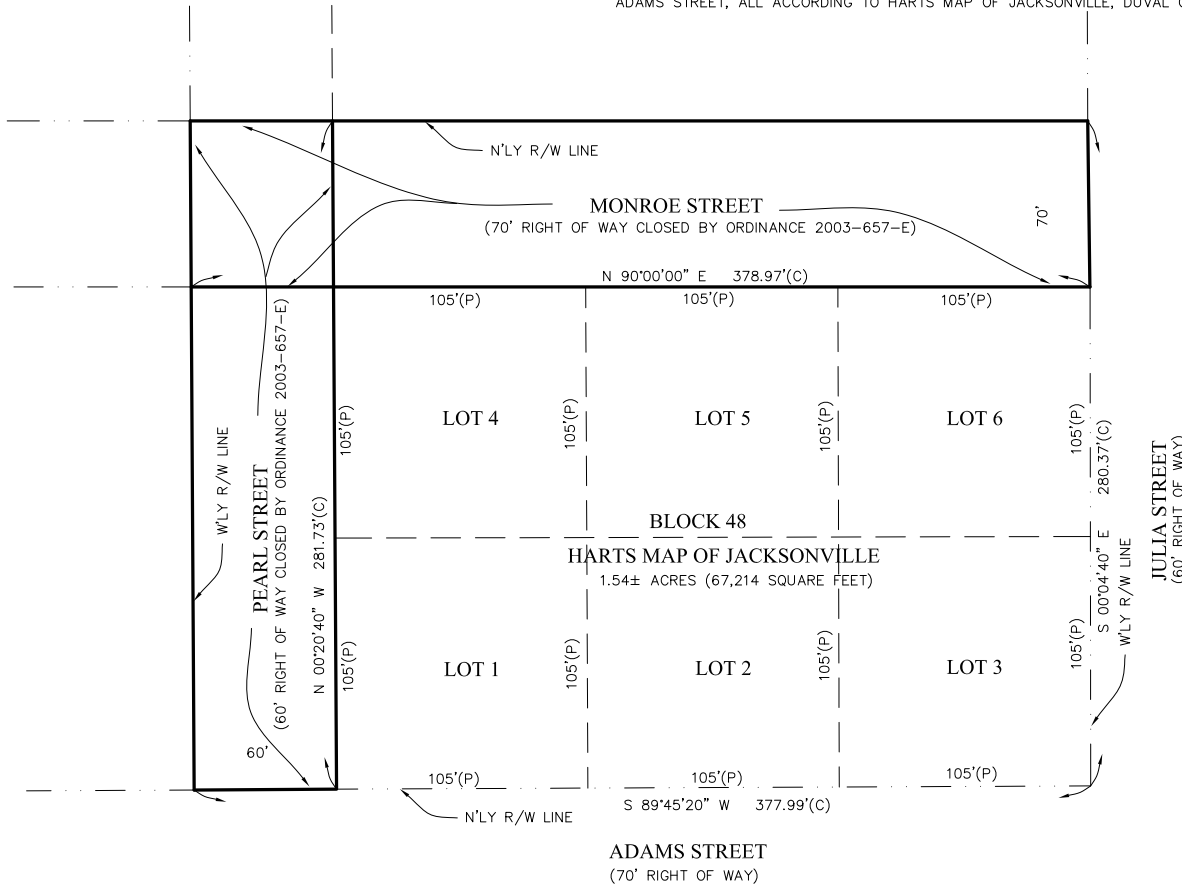 ADAMS STREET, ALL ACCORDING TO HARTS MAP OF JACKSONVILLE, DUVAL
N'LY R/W LINE
MONROE STREET
(70' RIGHT OF WAY CLOSED BY ORDINANCE 2003-657-E)
70'
N 90°00'00" E 378.97'(C)
105'(P)
105'(P)
105'(P)
W'LY R/W LINE
PEARL STREET
(60' RIGHT OF WAY CLOSED BY ORDINANCE 2003-657-E)
N 00°20'40" W 281.73'(C)
60'
105'(P)
LOT 4
105'(P)
LOT 5
105'(P)
LOT 6
105'(P)
280.37'(C)
S 00°04'40" E
W'LY R/W LINE
JULIA STREET
(60' RIGHT OF WAY)
BLOCK 48
HARTS MAP OF JACKSONVILLE
1.54± ACRES (67,214 SQUARE FEET)
105'(P)
LOT 1
105'(P)
LOT 2
105'(P)
LOT 3
105'(P)
105'(P)
105'(P)
105'(P)
S 89°45'20" W 377.99'(C)
N'LY R/W LINE
ADAMS STREET
(70' RIGHT OF WAY)